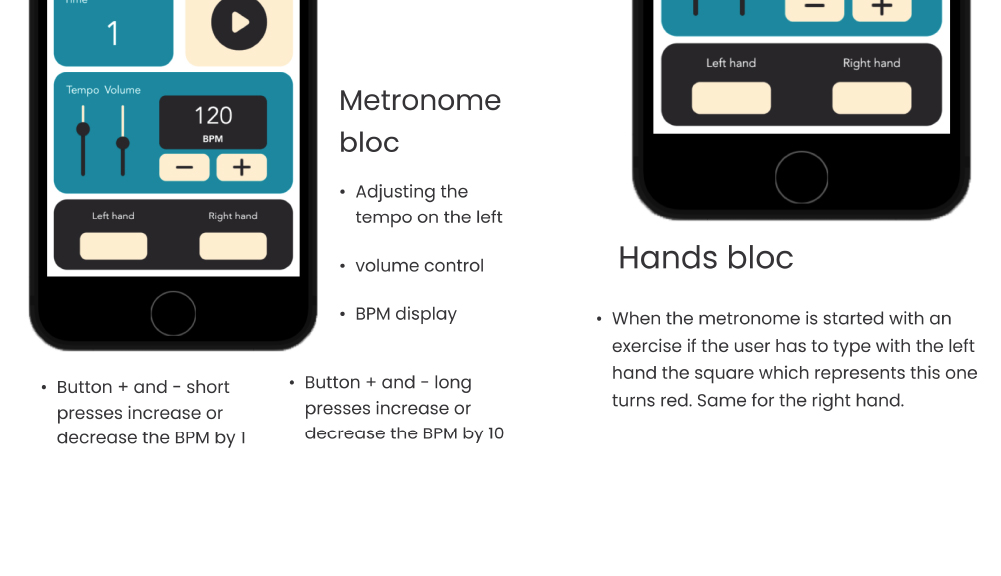 Time
1
Tempo Volume
120
BPM
− +
Left hand Right hand
Metronome
bloc
• Adjusting the
tempo on the left
• volume control
• BPM display
• Button + and - short
presses increase or
decrease the BPM by 1
• Button + and - long
presses increase or
decrease the BPM by 10
− +
Left hand Right hand
Hands bloc
• When the metronome is started with an
exercise if the user has to type with the left
hand the square which represents this one
turns red. Same for the right hand.